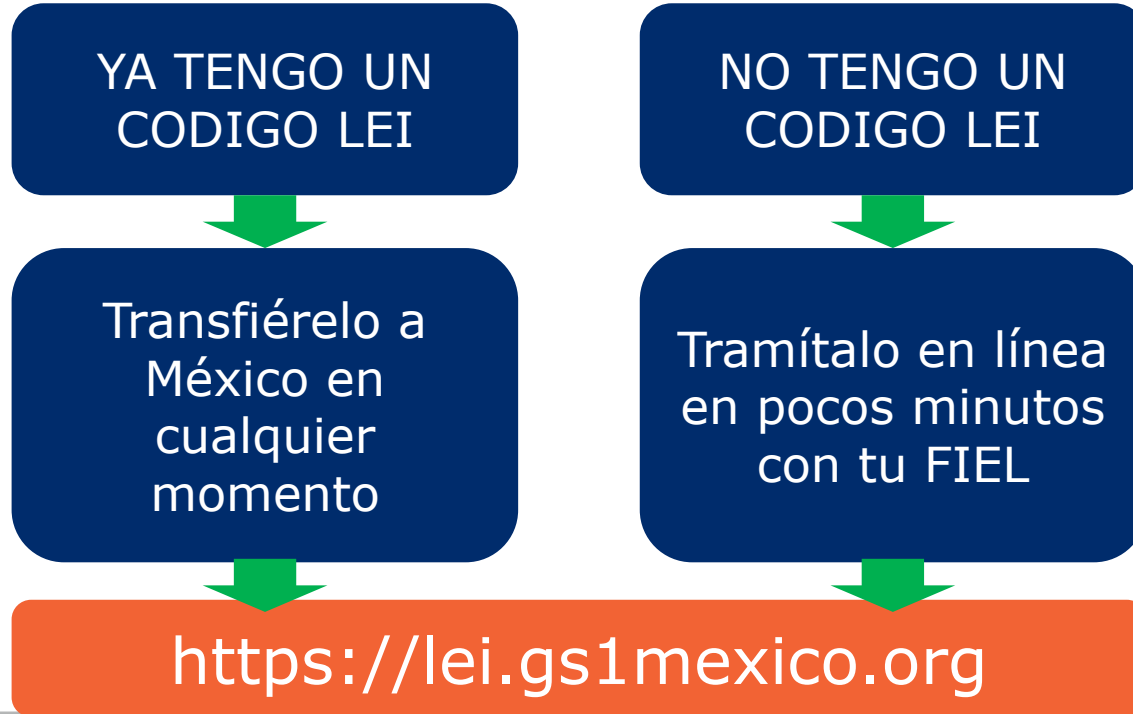 YA TENGO UN
CODIGO LEI
Transfiérelo a
México en
cualquier
momento
NO TENGO UN
CODIGO LEI
Tramítalo en línea
en pocos minutos
con tu FIEL
https://lei.gs1mexico.org